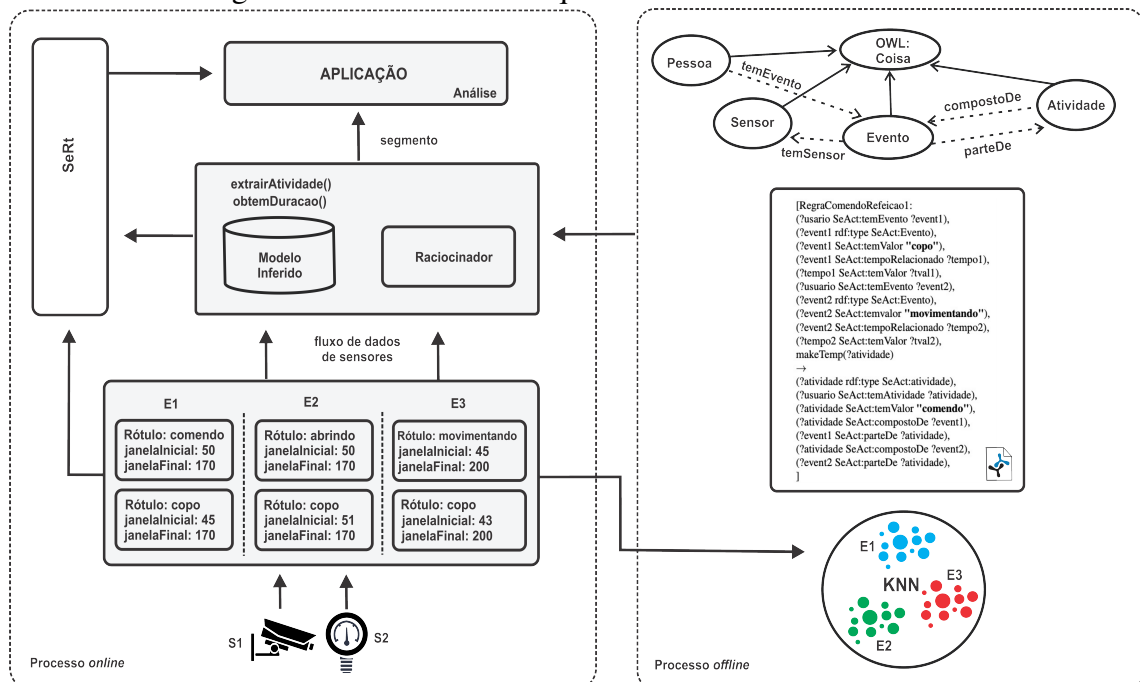 APLICAÇÃO
Análise
SeRt
segmento
extrairAtividade()
obtemDuracao()
Modelo
Inferido
Raciocinador
fluxo de dados
de sensores
E1
E2
E3
Rótulo: comendo
janelaInicial: 50
janelaFinal: 170
Rótulo: abrindo
janelaInicial: 50
janelaFinal: 170
Rótulo: movimentando
janelaInicial: 45
janelaFinal: 200
Rótulo: copo
janelaInicial: 45
janelaFinal: 170
Rótulo: copo
janelaInicial: 51
janelaFinal: 170
Rótulo: copo
janelaInicial: 43
janelaFinal: 200
S1
S2
Processo online
OWL:
Coisa
Pessoa
temEvento
Sensor
compostoDe
Atividade
Evento
temSensor
parteDe
[RegraComendoRefeicao1:
(?usario SeAct:temEvento ?event1),
(?event1 rdf:type SeAct:Evento),
(?event1 SeAct:temValor "copo"),
(?event1 SeAct:tempoRelacionado ?tempo1),
(?tempo1 SeAct:temValor ?tval1),
(?usuario SeAct:temEvento ?event2),
(?event2 rdf:type SeAct:Evento),
(?event2 SeAct:temvalor "movimentando"),
(?event2 SeAct:tempoRelacionado ?tempo2),
(?tempo2 SeAct:temValor ?tval2),
makeTemp(?atividade)
→
(?atividade rdf:type SeAct:atividade),
(?usuario SeAct:temAtividade ?atividade),
(?atividade SeAct:temValor "comendo"),
(?atividade SeAct:compostoDe ?event1),
(?event1 SeAct:parteDe ?atividade),
(?atividade SeAct:compostoDe ?event2),
(?event2 SeAct:parteDe ?atividade),
]
E1
KNN
E3
E2
Processo offline